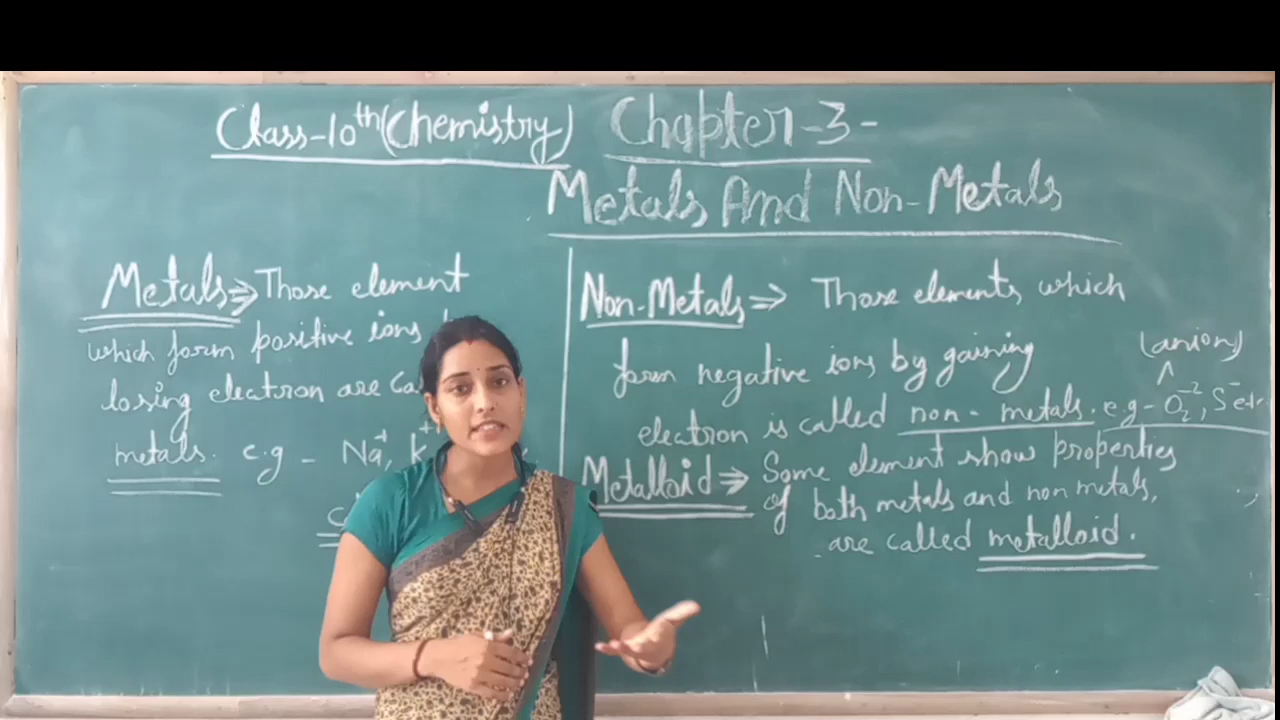 Class-10th (Chemistry) Chapter-3-
Metals And Non-Metals
Metals ⇒ Those element
which form positive ions
losing electron are
metals. e.g - Na⁺, K⁺
Non-Metals ⇒ Those elements which
form negative ions by gaining
(anion)
electron is called non-metals. e.g - O₂⁻², S⁻ etc
Metalloid ⇒ Some element show properties
of both metals and non metals,
are called metalloid.